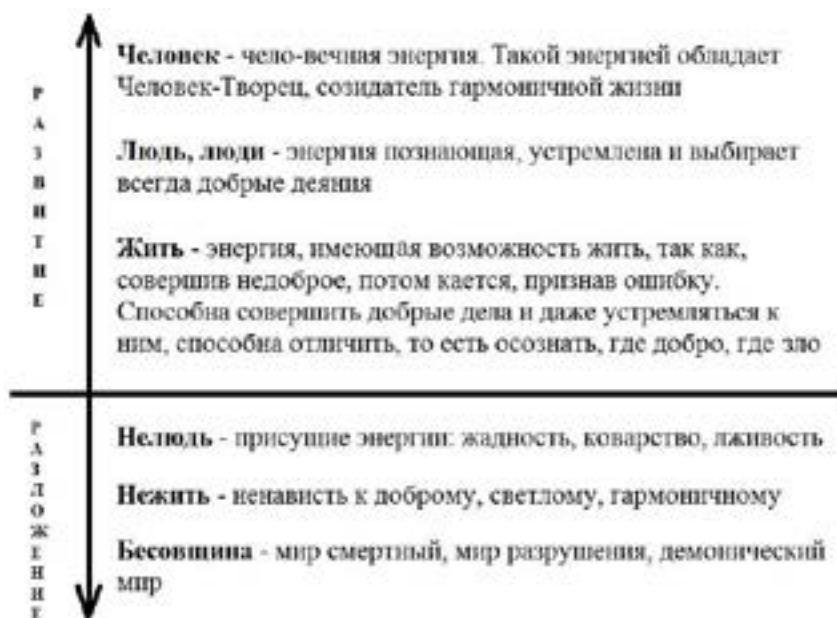 Человек - чело-вечная энергия. Такой энергией обладает
Человек-Творец, созидатель гармоничной жизни
РАЗВИТИЕ
Людь, люди - энергия познающая, устремлена и выбирает
всегда добрые деяния
Жить - энергия, имеющая возможность жить, так как,
совершив недоброе, потом кается, признав ошибку.
Способна совершить добрые дела и даже устремляться к
ним, способна отличить, то есть осознать, где добро, где зло
РАЗЛОЖЕНИЕ
Нелюдь - присущие энергии: жадность, коварство, лживость
Нежить - ненависть к доброму, светлому, гармоничному
Бесовщина - мир смертный, мир разрушения, демонический
мир